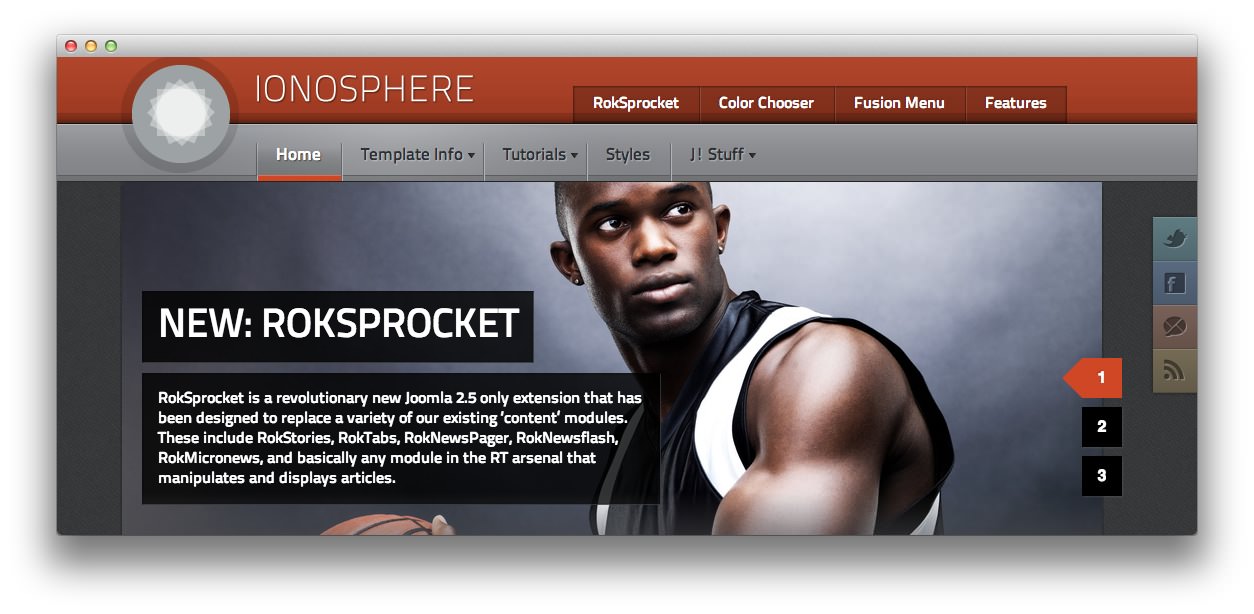 IONOSPHERE
RokSprocket Color Chooser Fusion Menu Features
Home Template Info Tutorials Styles J! Stuff
NEW: ROKSPROCKET
RokSprocket is a revolutionary new Joomla 2.5 only extension that has
been designed to replace a variety of our existing 'content' modules.
These include RokStories, RokTabs, RokNewsPager, RokNewsflash,
RokMicronews, and basically any module in the RT arsenal that
manipulates and displays articles.
1
2
3